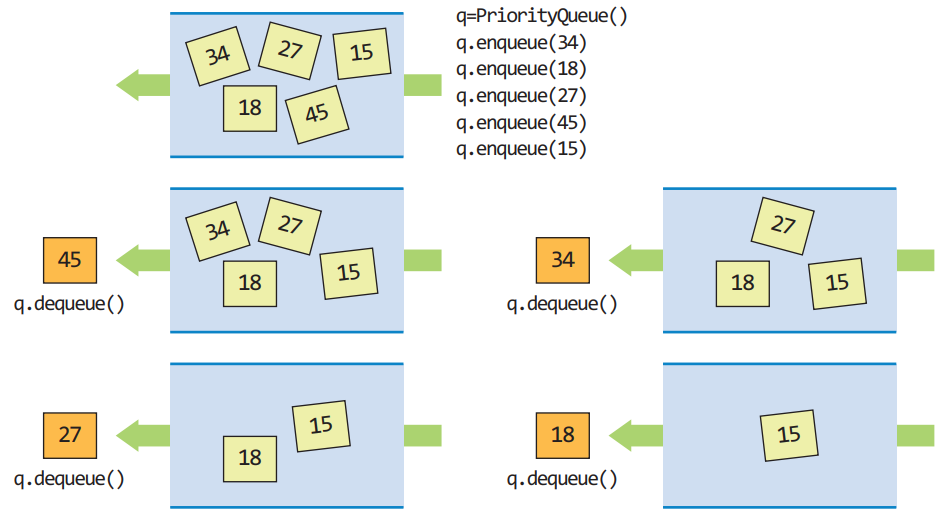 34 27 15
18 45
q=PriorityQueue()
q.enqueue(34)
q.enqueue(18)
q.enqueue(27)
q.enqueue(45)
q.enqueue(15)
45
q.dequeue()
34 27
18 15
34
q.dequeue()
27
18 15
27
q.dequeue()
15
18
18
q.dequeue()
15